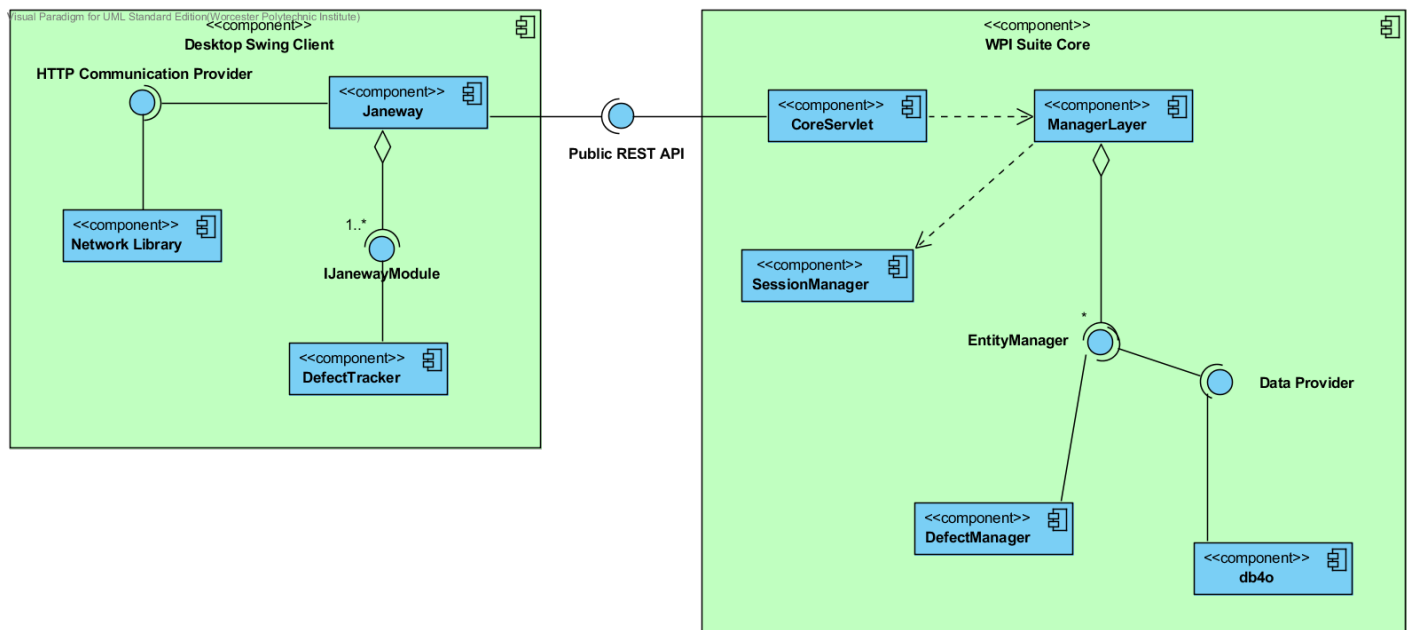 Visual Paradigm for UML Standard Edition(Worcester Polytechnic Institute)
<<component>>
Desktop Swing Client
HTTP Communication Provider
<<component>>
Janeway
<<component>>
Network Library
1..*
IJanewayModule
<<component>>
DefectTracker
Public REST API
<<component>>
WPI Suite Core
<<component>>
CoreServlet
<<component>>
ManagerLayer
<<component>>
SessionManager
*
EntityManager
Data Provider
<<component>>
DefectManager
<<component>>
db4o